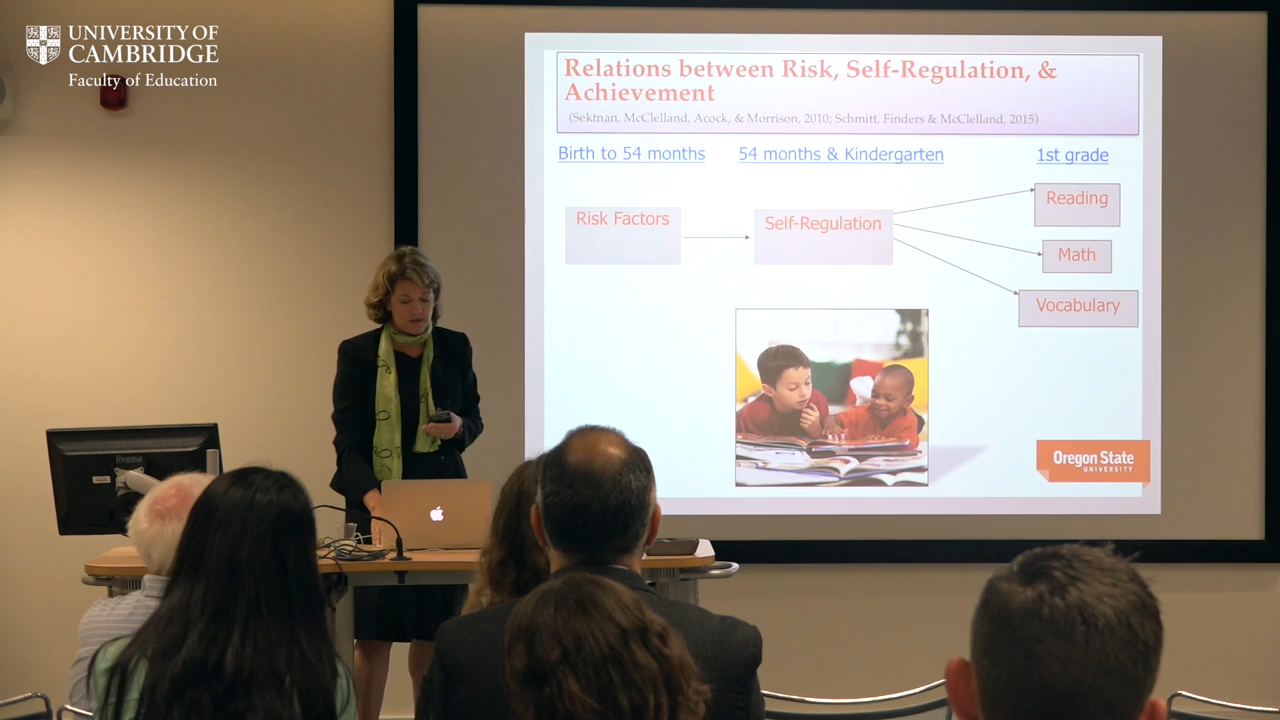 UNIVERSITY OF
CAMBRIDGE
Faculty of Education
Relations between Risk, Self-Regulation, &
Achievement
(Sektnan, McClelland, Acock, & Morrison, 2010; Schmitt, Finders & McClelland, 2015)
Birth to 54 months
54 months & Kindergarten
1st grade
Risk Factors
Self-Regulation
Reading
Math
Vocabulary
Oregon State
UNIVERSITY
iiyama